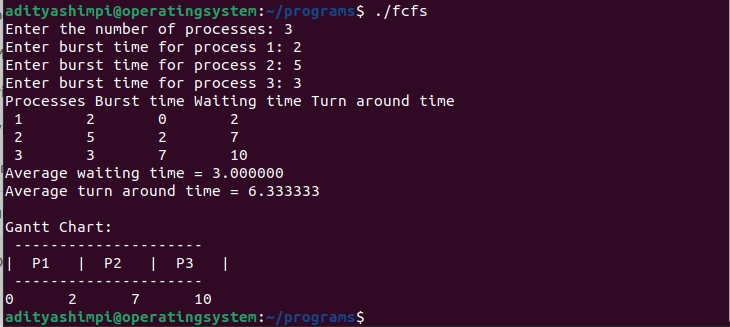 adityashimpi@operatingsystem:~/programs$ ./fcfs
Enter the number of processes: 3
Enter burst time for process 1: 2
Enter burst time for process 2: 5
Enter burst time for process 3: 3
Processes Burst time Waiting time Turn around time
 1       2       0       2
 2       5       2       7
 3       3       7       10
Average waiting time = 3.000000
Average turn around time = 6.333333

Gantt Chart:
 ---------------------
|  P1   |  P2   |  P3   |
 ---------------------
0      2      7      10
adityashimpi@operatingsystem:~/programs$